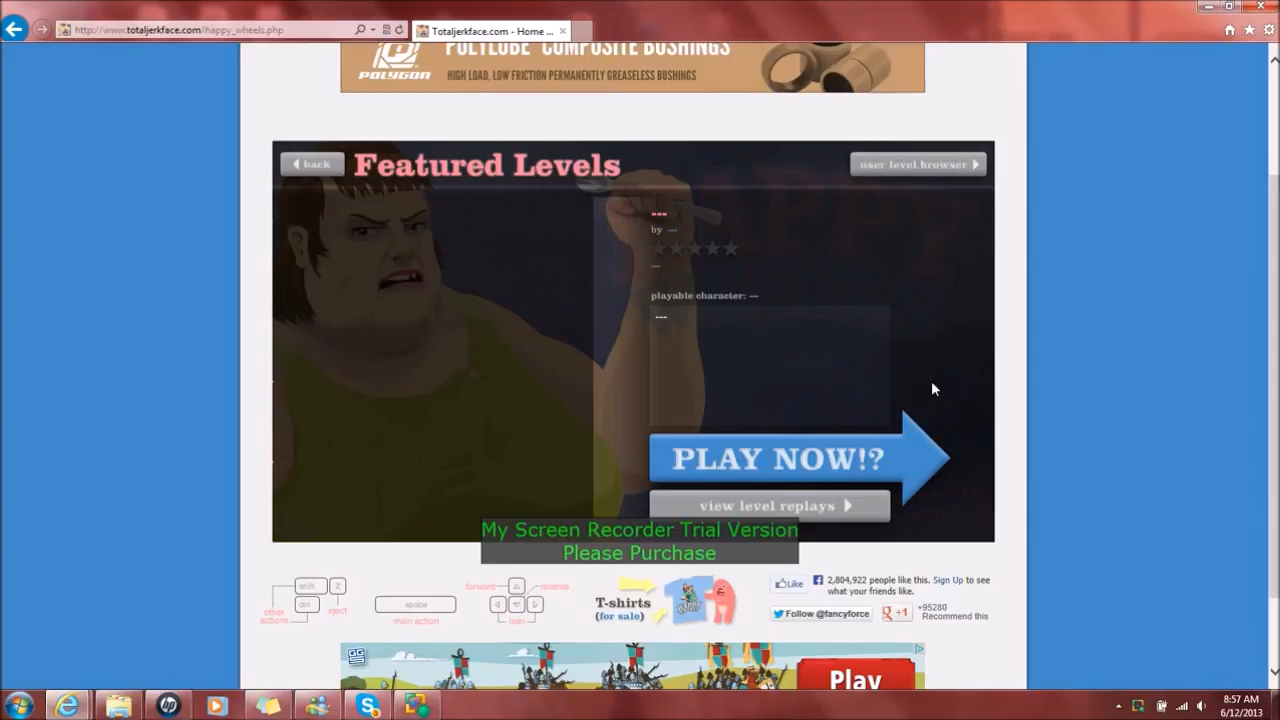 http://www.totaljerkface.com/happy_wheels.php
Totaljerkface.com - Home ...
POLYGON
POLYLUBE COMPOSITE BUSHINGS
HIGH LOAD, LOW FRICTION PERMANENTLY GREASELESS BUSHINGS
back
Featured Levels
user level browser
---
by ---
---
playable character: ---
---
PLAY NOW!?
view level replays
My Screen Recorder Trial Version
Please Purchase
shift
Z
ctrl
other
actions
eject
space
main action
forward
reverse
lean
T-shirts
(for sale)
Like
2,804,922 people like this. Sign Up to see
what your friends like.
Follow @fancyforce
+1
+95280
Recommend this
Play
hp
8:57 AM
6/12/2013